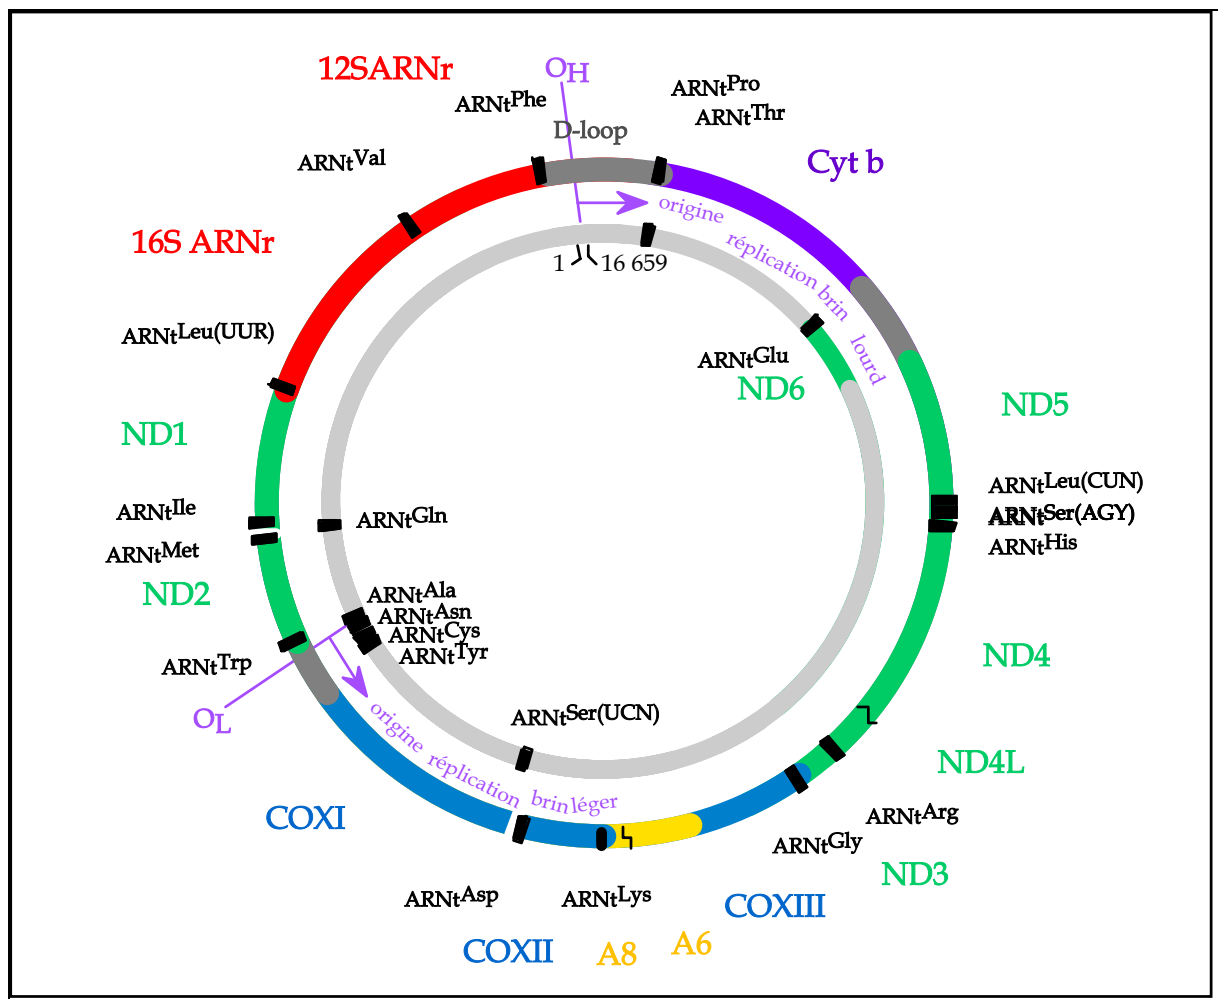 12SARNr
OH
ARNtPhe
ARNtPro
ARNtThr
D-loop
ARNtVal
Cyt b
16S ARNr
origine réplication brin lourd
1
16 659
ARNtLeu(UUR)
ARNtGlu
ND6
ND5
ND1
ARNtLeu(CUN)
ARNtIle
ARNtGln
ARNtSer(AGY)
ARNtHis
ARNtMet
ND2
ARNtAla
ARNtAsn
ARNtCys
ARNtTyr
ARNtTrp
ND4
OL
ARNtSer(UCN)
origine réplication brin léger
ND4L
COXI
ARNtArg
ARNtGly
ND3
ARNtAsp
ARNtLys
COXIII
COXII
A8
A6